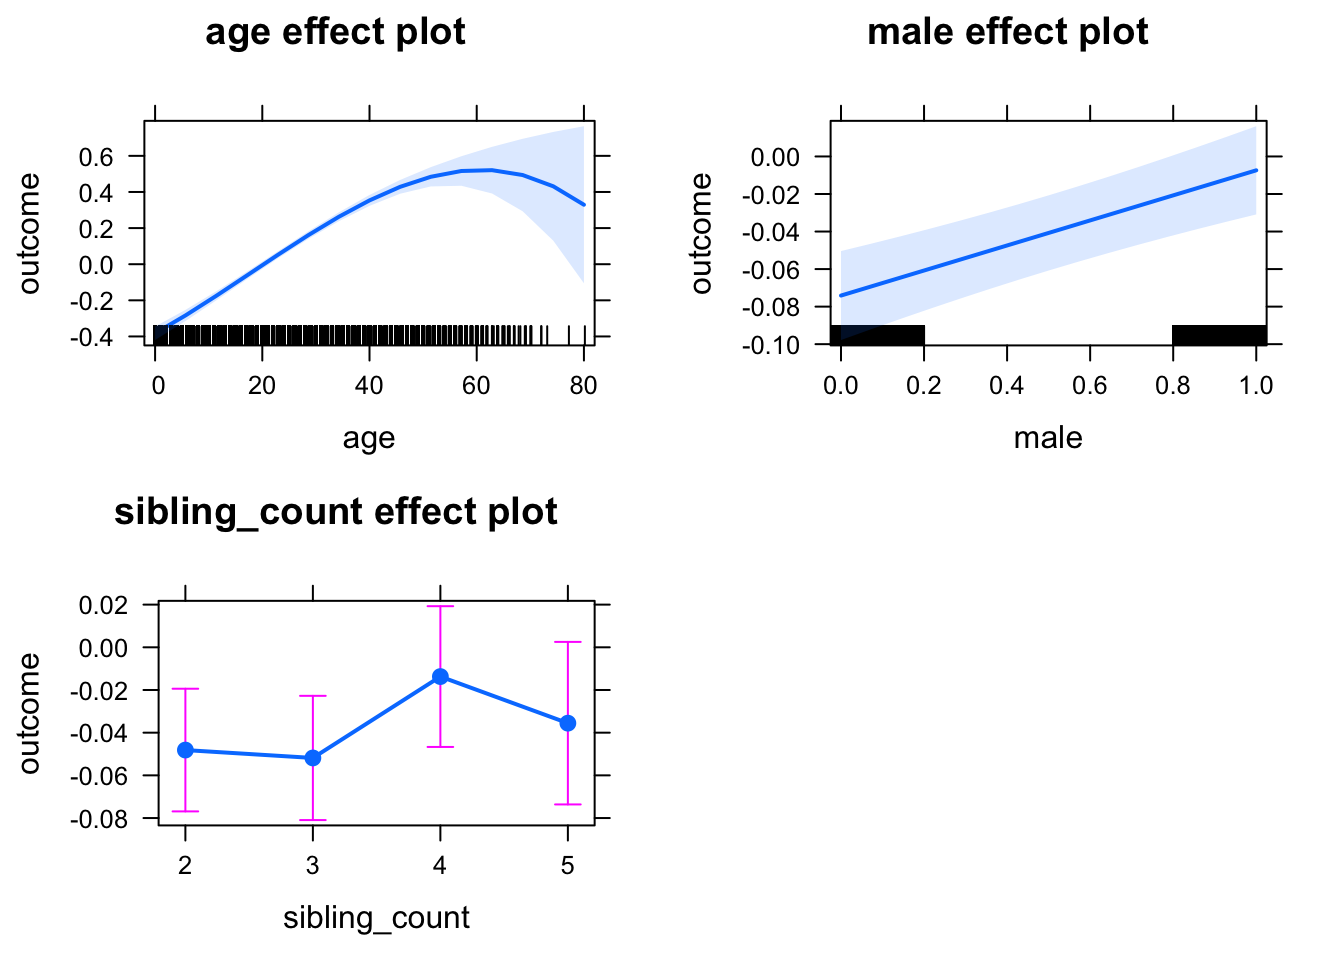 age effect plot
outcome
0.6
0.4
0.2
0.0
-0.2
-0.4
0 20 40 60 80
age
male effect plot
outcome
0.00
-0.02
-0.04
-0.06
-0.08
-0.10
0.0 0.2 0.4 0.6 0.8 1.0
male
sibling_count effect plot
outcome
0.02
0.00
-0.02
-0.04
-0.06
-0.08
2 3 4 5
sibling_count